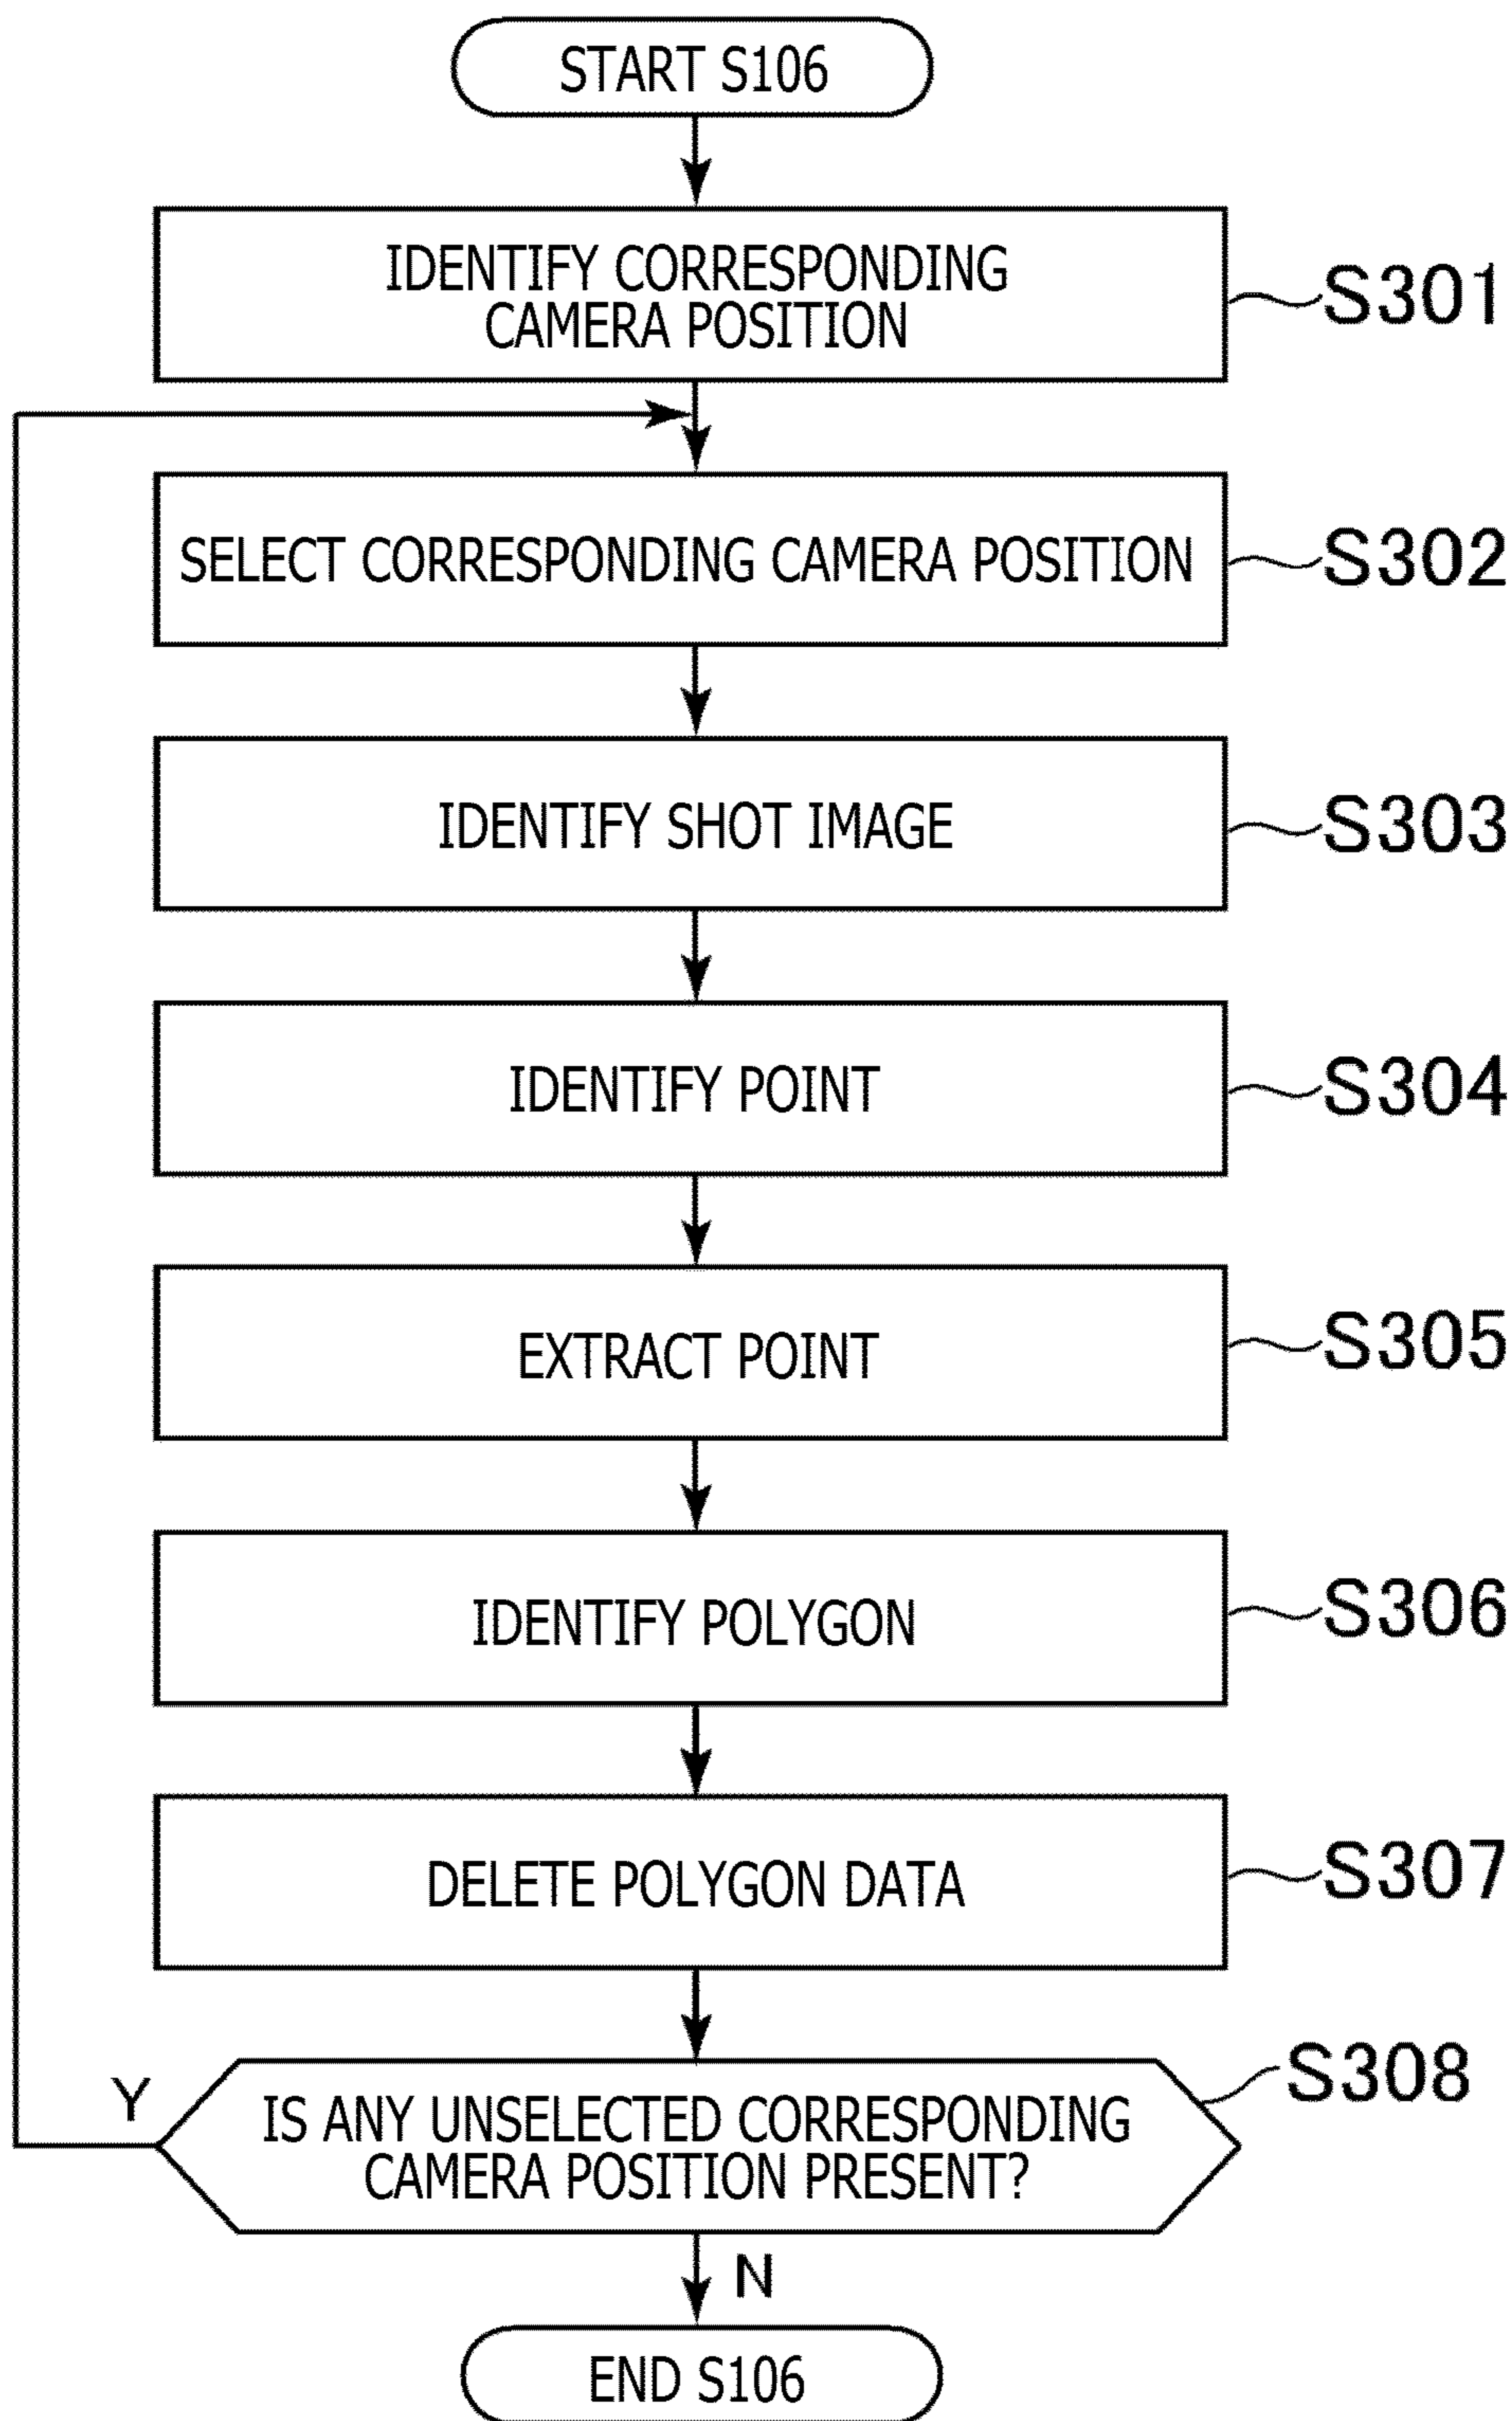 START S106
IDENTIFY CORRESPONDING
CAMERA POSITION
S301
SELECT CORRESPONDING CAMERA POSITION
S302
IDENTIFY SHOT IMAGE
S303
IDENTIFY POINT
S304
EXTRACT POINT
S305
IDENTIFY POLYGON
S306
DELETE POLYGON DATA
S307
IS ANY UNSELECTED CORRESPONDING
CAMERA POSITION PRESENT?
S308
Y
N
END S106